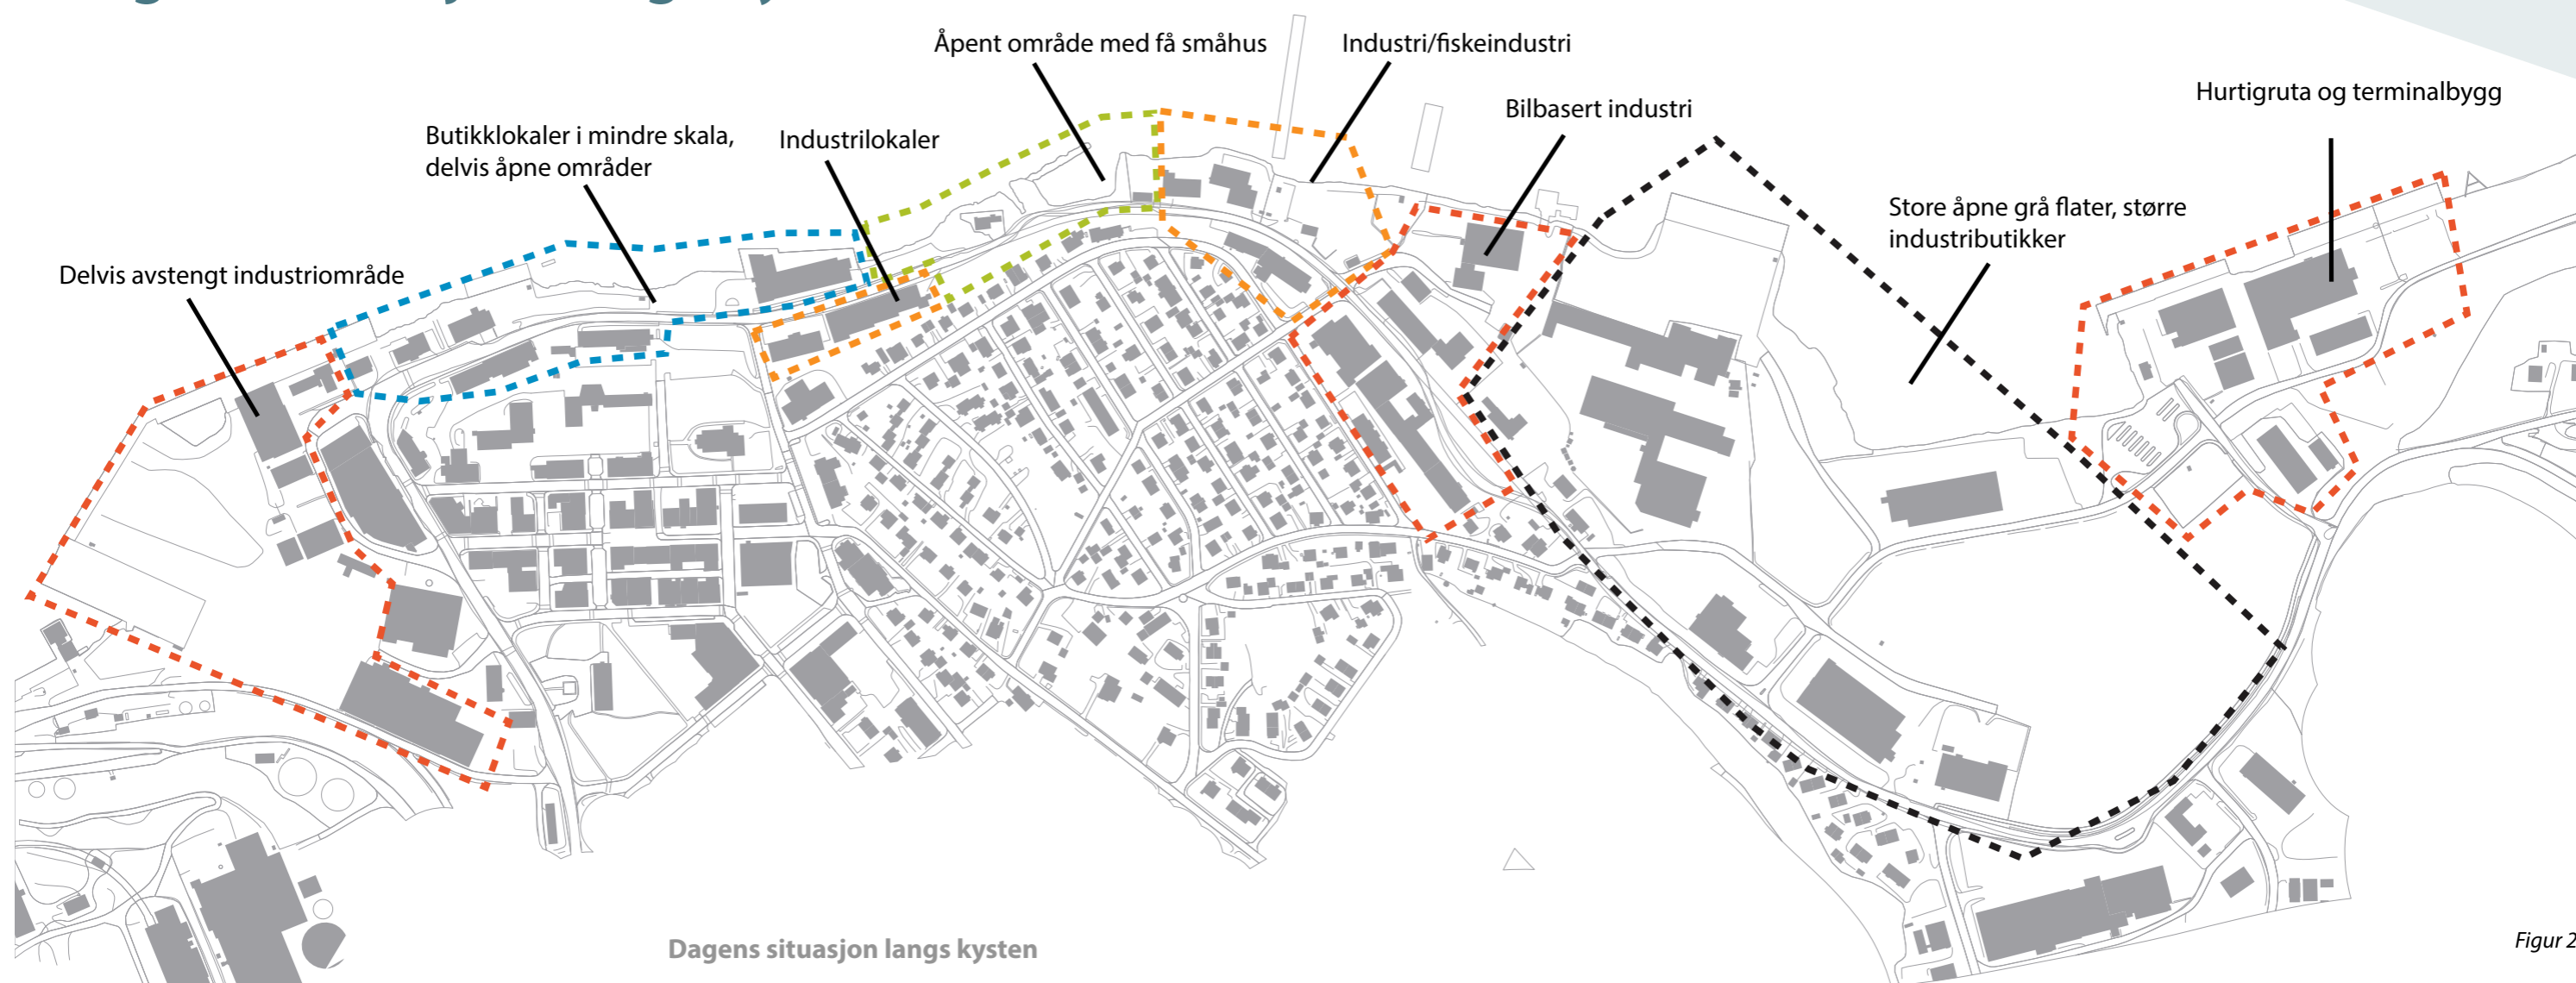 Åpent område med få småhus
Industri/fiskeindustri
Hurtigruta og terminalbygg
Bilbasert industri
Butikklokaler i mindre skala,
delvis åpne områder
Industrilokaler
Store åpne grå flater, større
industributikker
Delvis avstengt industriområde
Dagens situasjon langs kysten
Figur 2